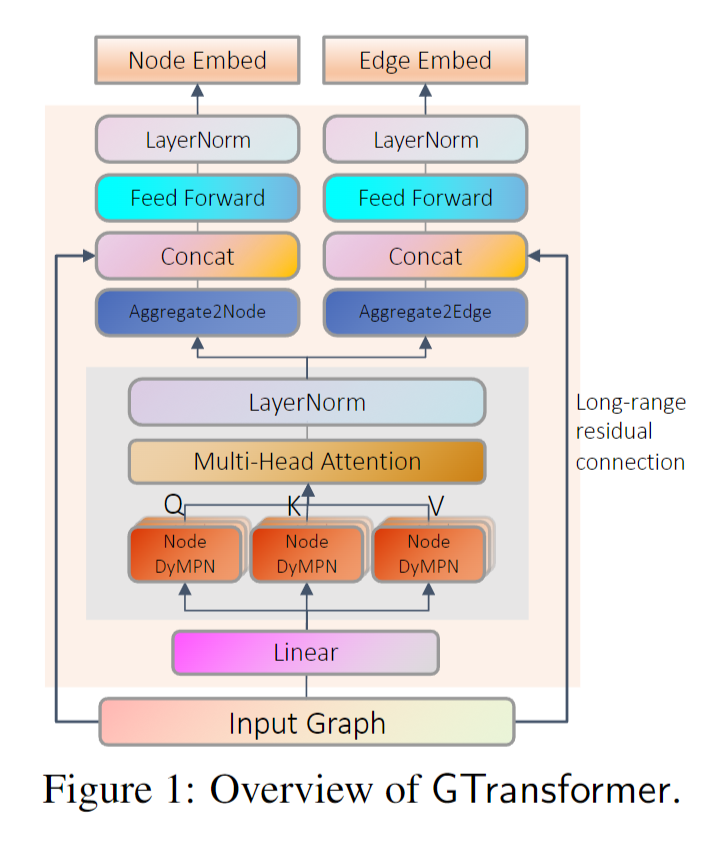 Node Embed
Edge Embed
LayerNorm
LayerNorm
Feed Forward
Feed Forward
Concat
Concat
Aggregate2Node
Aggregate2Edge
LayerNorm
Long-range
residual
connection
Multi-Head Attention
Q
K
V
Node
DyMPN
Node
DyMPN
Node
DyMPN
Linear
Input Graph
Figure 1: Overview of GTransformer.